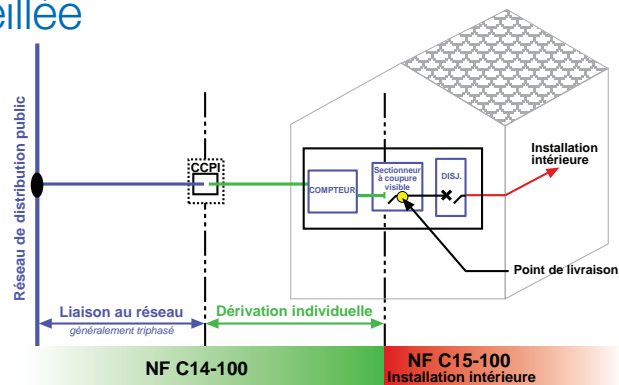 eillée
Réseau de distribution public
CCPI
COMPTEUR
Sectionneur
à coupure
visible
DISJ.
Installation
intérieure
Point de livraison
Liaison au réseau
généralement triphasé
Dérivation individuelle
NF C14-100
NF C15-100
Installation intérieure